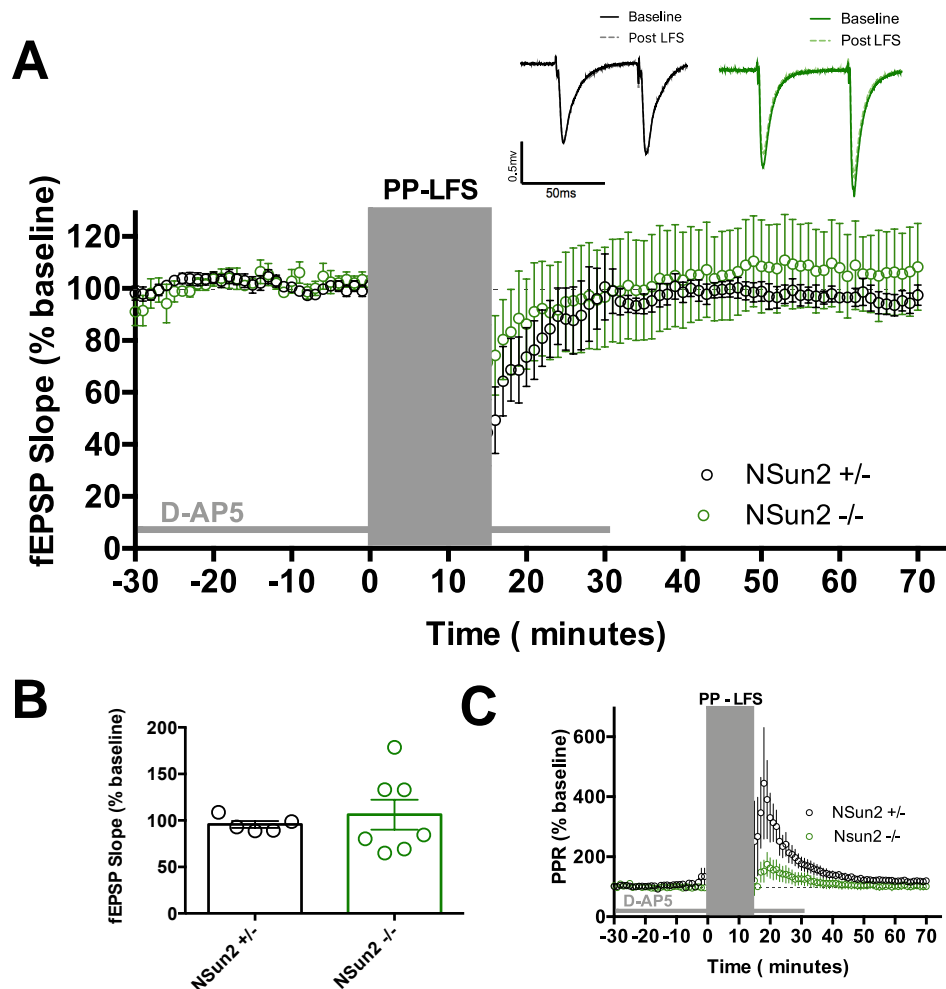 A
Baseline
Post LFS
Baseline
Post LFS
0.5mv
50ms
PP-LFS
fEPSP Slope (% baseline)
120
100
80
60
40
20
0
D-AP5
NSun2 +/-
NSun2 -/-
-30 -20 -10 0 10 20 30 40 50 60 70
Time ( minutes)
B
fEPSP Slope (% baseline)
200
150
100
50
0
NSun2 +/-
NSun2 -/-
C
PP - LFS
PPR (% baseline)
600
400
200
0
NSun2 +/-
Nsun2 -/-
D-AP5
-30 -20 -10 0 10 20 30 40 50 60 70
Time ( minutes)